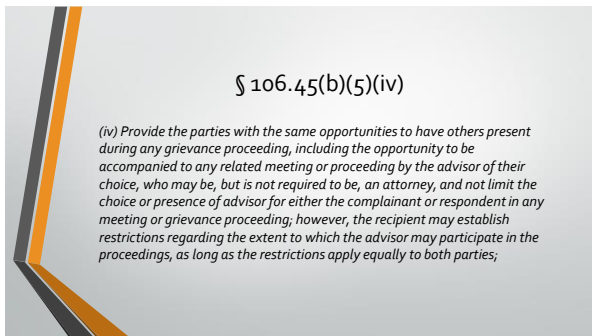 § 106.45(b)(5)(iv)
(iv) Provide the parties with the same opportunities to have others present
during any grievance proceeding, including the opportunity to be
accompanied to any related meeting or proceeding by the advisor of their
choice, who may be, but is not required to be, an attorney, and not limit the
choice or presence of advisor for either the complainant or respondent in any
meeting or grievance proceeding; however, the recipient may establish
restrictions regarding the extent to which the advisor may participate in the
proceedings, as long as the restrictions apply equally to both parties;